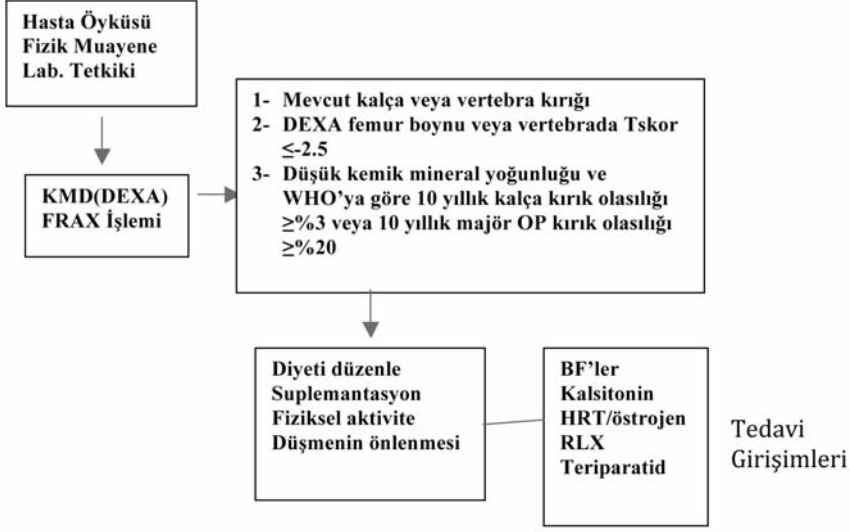 Hasta Öyküsü
Fizik Muayene
Lab. Tetkiki
KMD(DEXA)
FRAX İşlemi
1- Mevcut kalça veya vertebra kırığı
2- DEXA femur boynu veya vertebrada Tskor
≤-2.5
3- Düşük kemik mineral yoğunluğu ve
WHO’ya göre 10 yıllık kalça kırık olasılığı
≥%3 veya 10 yıllık majör OP kırık olasılığı
≥%20
Diyeti düzenle
Suplemantasyon
Fiziksel aktivite
Düşmenin önlenmesi
BF’ler
Kalsitonin
HRT/östrojen
RLX
Teriparatid
Tedavi
Girişimleri